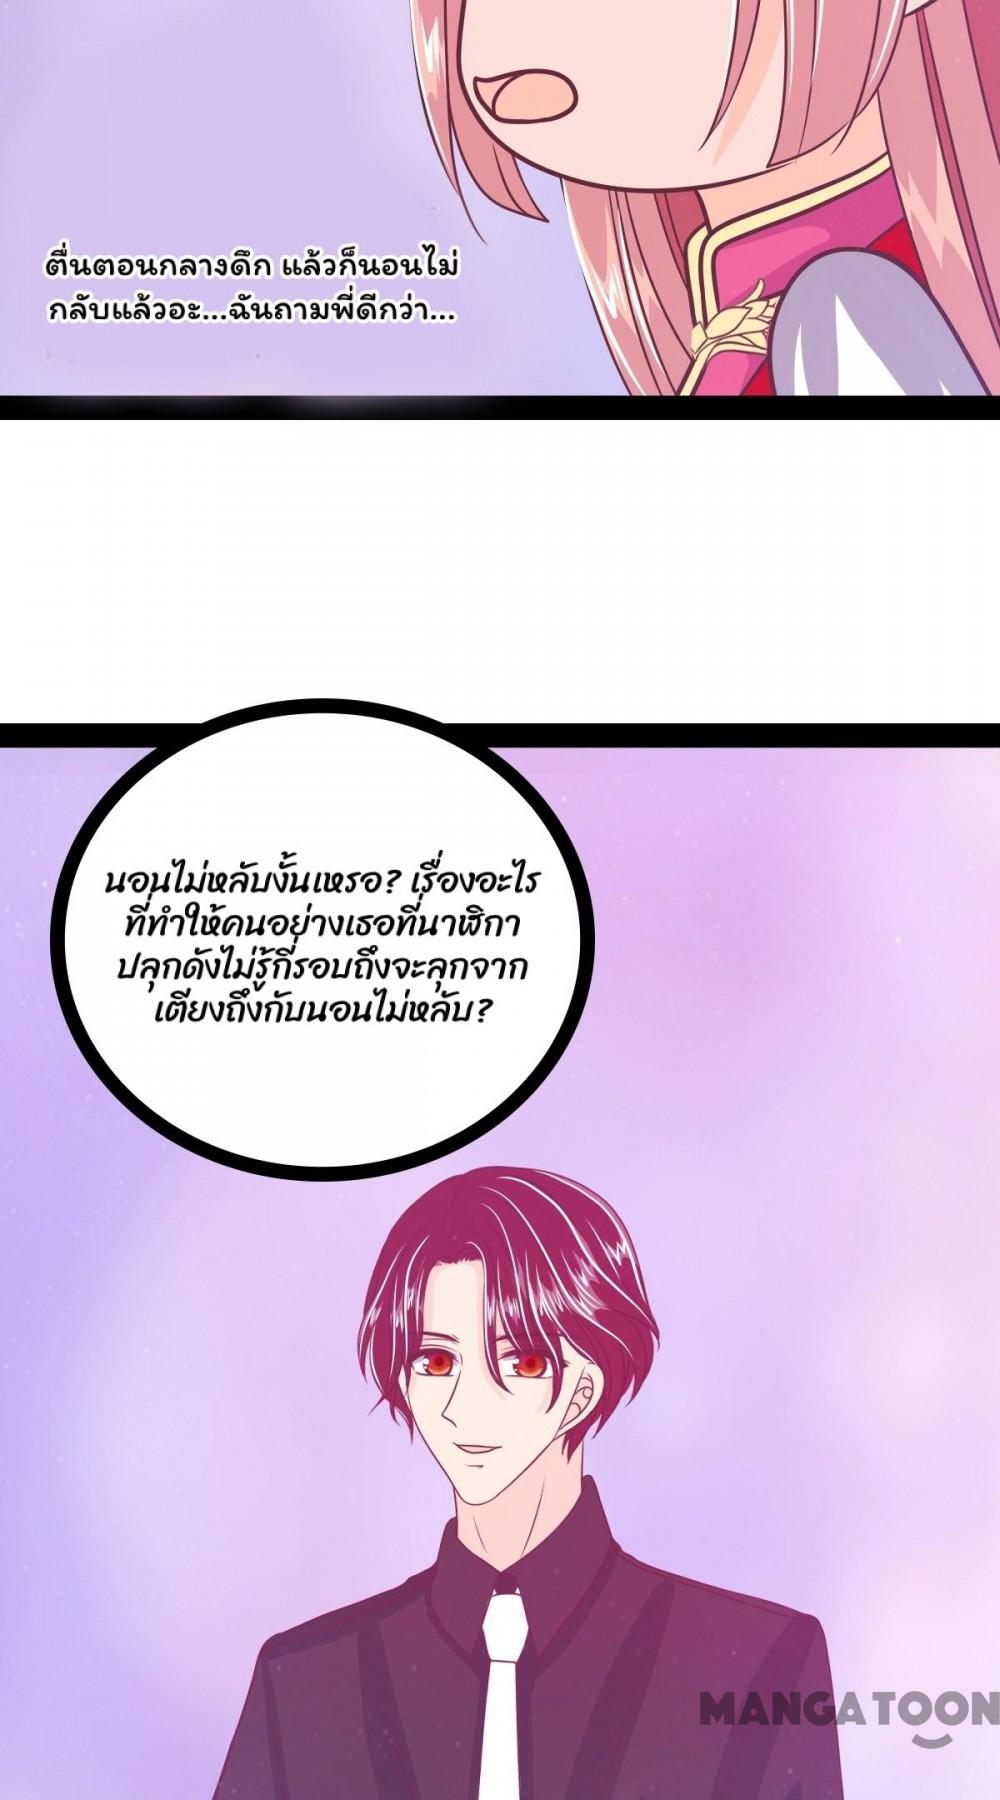 ตื่นตอนกลางดึก แล้วก็นอนไม่
กลับแล้วอะ...ฉันถามพี่ดีกว่า...
นอนไม่หลับงั้นเหรอ? เรื่องอะไร
ที่ทำให้คนอย่างเธอที่นาฬิกา
ปลุกดังไม่รู้กี่รอบถึงจะลุกจาก
เตียงถึงกับนอนไม่หลับ?
MANGATOON